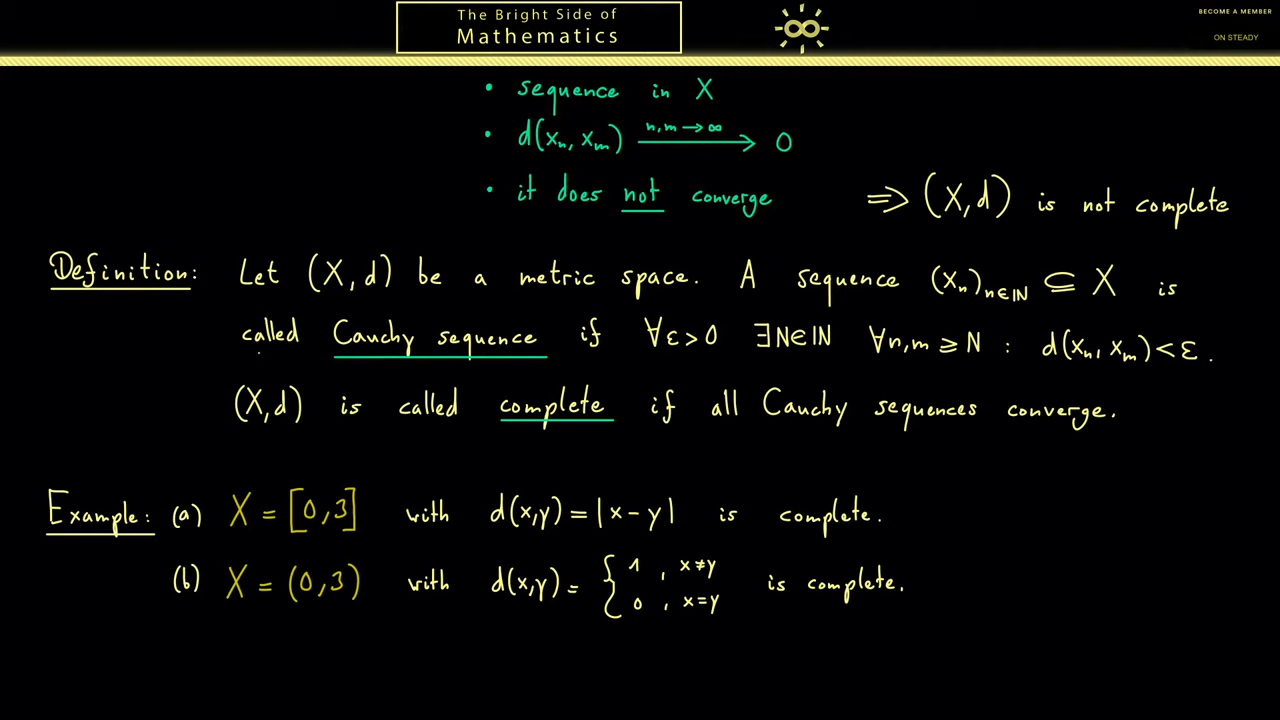 The Bright Side of
Mathematics
BECOME A MEMBER
ON STEADY
• sequence in X
• d(xₙ, xₘ) —n,m→∞→ 0
• it does not converge ⇒ (X,d) is not complete
Definition: Let (X,d) be a metric space. A sequence (xₙ)ₙ∈ℕ ⊆ X is
called Cauchy sequence if ∀ε>0 ∃N∈ℕ ∀n,m ≥ N : d(xₙ, xₘ) < ε.
(X,d) is called complete if all Cauchy sequences converge.
Example: (a) X = [0,3] with d(x,y) = |x − y| is complete.
(b) X = (0,3) with d(x,y) = { 1 , x≠y is complete.
0 , x=y